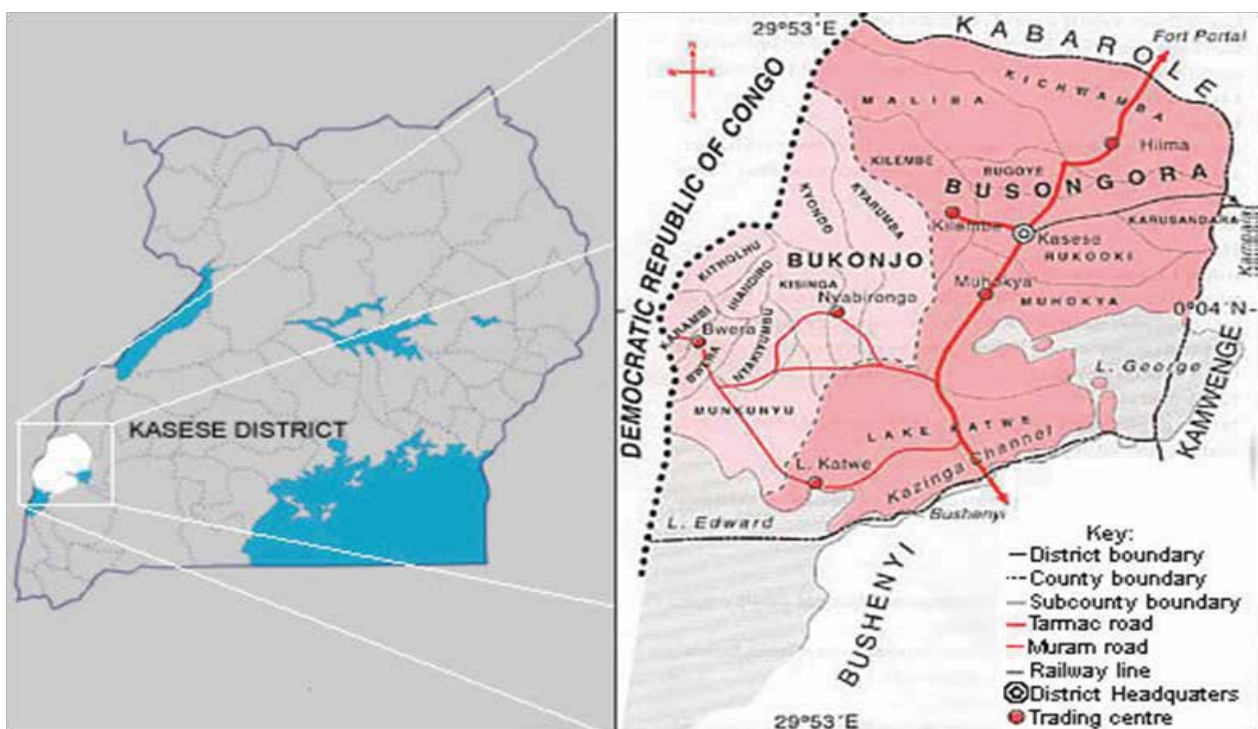 KASESE DISTRICT
29°53´E
KABAROLE
Fort Portal
DEMOCRATIC REPUBLIC OF CONGO
KICHWAMBA
MALIBA
Hiima
KILEMBE
BUGOYE
BUSONGORA
KYONDO
KYARUMBA
KARUSANDARA
Kilembe
Kasese
RUKOOKI
KITHOLHU
IHANDIRO
BUKONJO
KISINGA
Nyabirongo
Muhokya
MUHOKYA
0°04´N
KARAMBI
Bwera
BWERA
NYAKIYUMBU
L. George
KAMWENGE
MUNKUNYU
LAKE KATWE
L. Katwe
Kazinga Channel
L. Edward
Bushenyi
BUSHENYI
Key:
District boundary
County boundary
Subcounty boundary
Tarmac road
Muram road
Railway line
District Headquaters
Trading centre
29°53´E